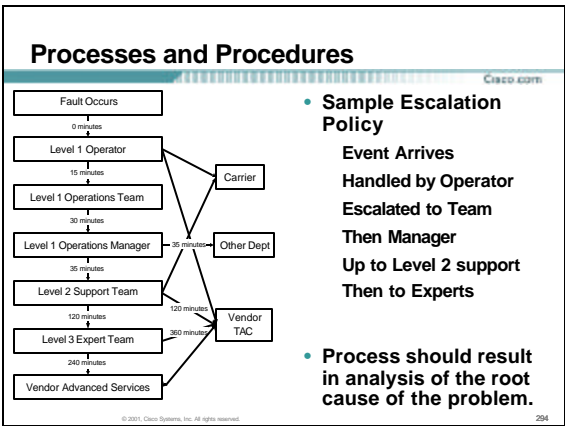 Processes and Procedures
Cisco.com
Fault Occurs
0 minutes
Level 1 Operator
15 minutes
Level 1 Operations Team
30 minutes
Level 1 Operations Manager
35 minutes
Level 2 Support Team
120 minutes
Level 3 Expert Team
240 minutes
Vendor Advanced Services
Carrier
35 minutes
Other Dept
120 minutes
360 minutes
Vendor
TAC
• Sample Escalation
Policy
Event Arrives
Handled by Operator
Escalated to Team
Then Manager
Up to Level 2 support
Then to Experts
• Process should result
in analysis of the root
cause of the problem.
© 2001, Cisco Systems, Inc. All rights reserved.
294